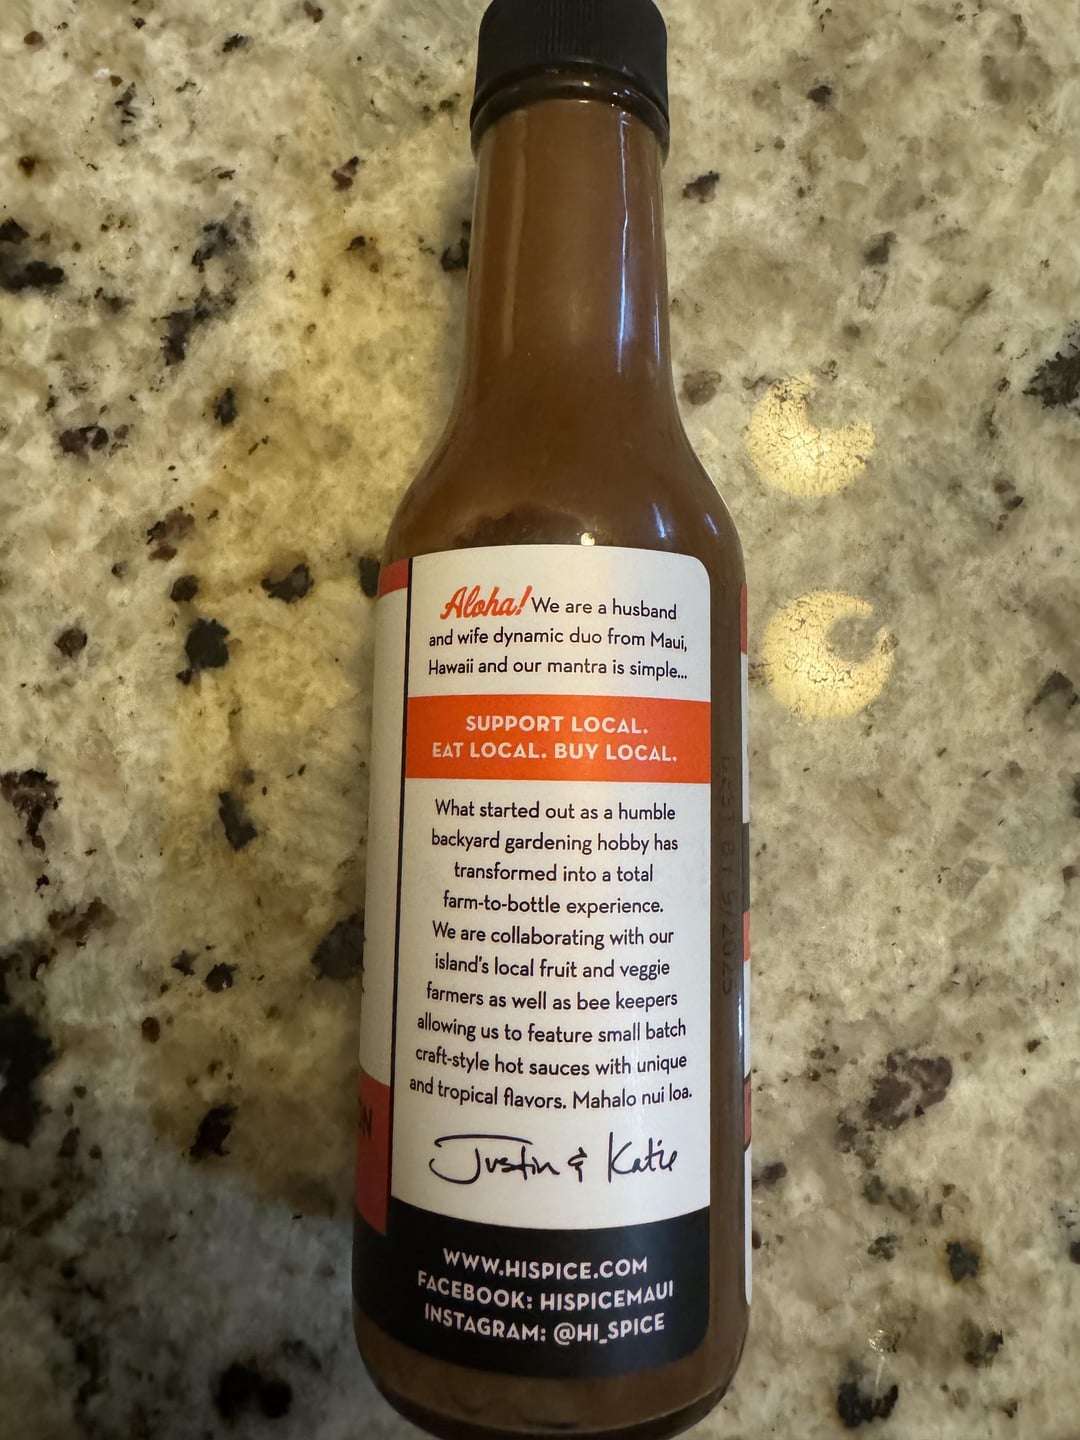 Aloha! We are a husband
and wife dynamic duo from Maui,
Hawaii and our mantra is simple...
SUPPORT LOCAL.
EAT LOCAL. BUY LOCAL.
What started out as a humble
backyard gardening hobby has
transformed into a total
farm-to-bottle experience.
We are collaborating with our
island's local fruit and veggie
farmers as well as bee keepers
allowing us to feature small batch
craft-style hot sauces with unique
and tropical flavors. Mahalo nui loa.
Justin & Katie
WWW.HISPICE.COM
FACEBOOK: HISPICEMAUI
INSTAGRAM: @HI_SPICE
BY 9/2025